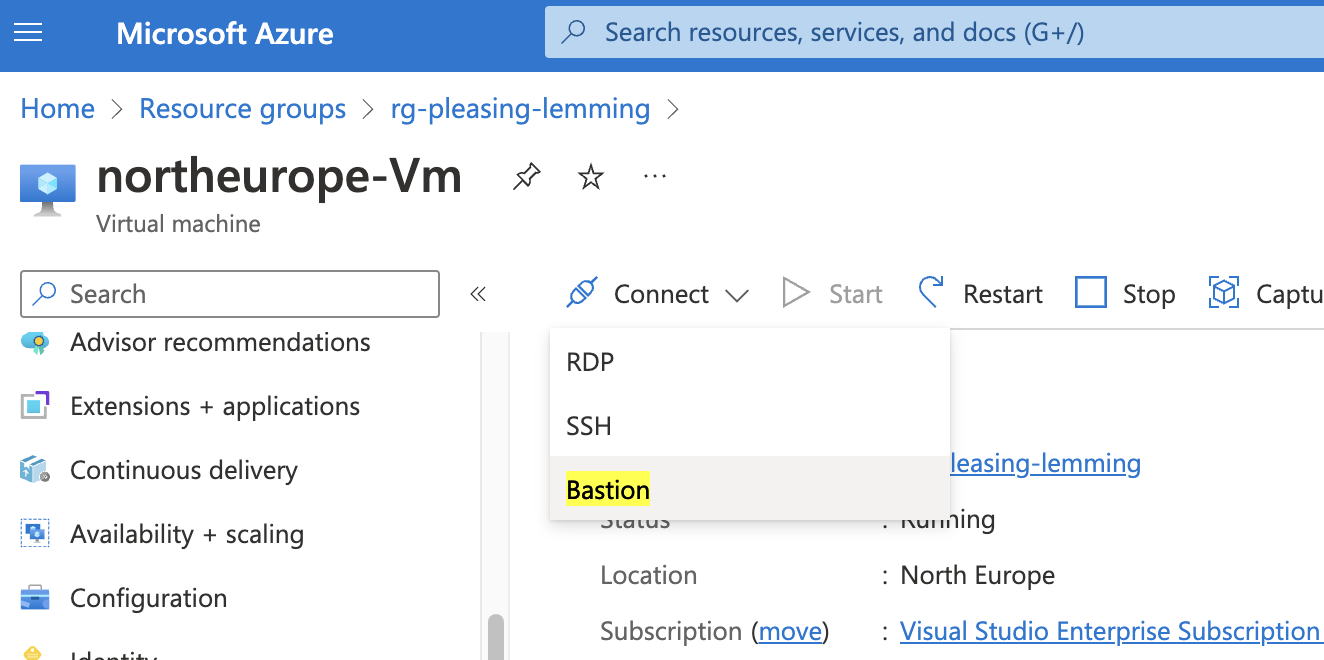 Microsoft Azure
Search resources, services, and docs (G+/)
Home > Resource groups > rg-pleasing-lemming >
northeurope-Vm
Virtual machine
Search
Connect Start Restart Stop Captu
Advisor recommendations
Extensions + applications
Continuous delivery
Availability + scaling
Configuration
Identity
RDP
SSH
Bastion
leasing-lemming
Status : Running
Location : North Europe
Subscription (move) : Visual Studio Enterprise Subscription